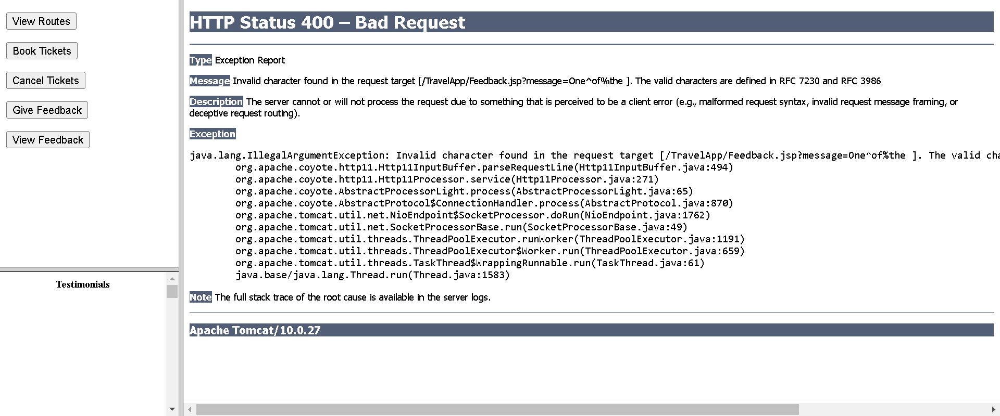 View Routes
Book Tickets
Cancel Tickets
Give Feedback
View Feedback
Testimonials
HTTP Status 400 – Bad Request
Type Exception Report
Message Invalid character found in the request target [/TravelApp/Feedback.jsp?message=One^of%the ]. The valid characters are defined in RFC 7230 and RFC 3986
Description The server cannot or will not process the request due to something that is perceived to be a client error (e.g., malformed request syntax, invalid request message framing, or
deceptive request routing).
Exception
java.lang.IllegalArgumentException: Invalid character found in the request target [/TravelApp/Feedback.jsp?message=One^of%the ]. The valid cha
org.apache.coyote.http11.Http11InputBuffer.parseRequestLine(Http11InputBuffer.java:494)
org.apache.coyote.http11.Http11Processor.service(Http11Processor.java:271)
org.apache.coyote.AbstractProcessorLight.process(AbstractProcessorLight.java:65)
org.apache.coyote.AbstractProtocol$ConnectionHandler.process(AbstractProtocol.java:870)
org.apache.tomcat.util.net.NioEndpoint$SocketProcessor.doRun(NioEndpoint.java:1762)
org.apache.tomcat.util.net.SocketProcessorBase.run(SocketProcessorBase.java:49)
org.apache.tomcat.util.threads.ThreadPoolExecutor.runWorker(ThreadPoolExecutor.java:1191)
org.apache.tomcat.util.threads.ThreadPoolExecutor$Worker.run(ThreadPoolExecutor.java:659)
org.apache.tomcat.util.threads.TaskThread$WrappingRunnable.run(TaskThread.java:61)
java.base/java.lang.Thread.run(Thread.java:1583)
Note The full stack trace of the root cause is available in the server logs.
Apache Tomcat/10.0.27